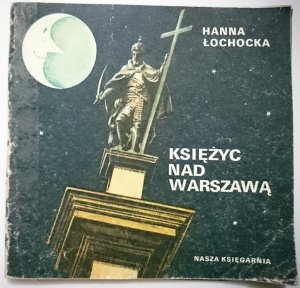 HANNA
ŁOCHOCKA
KSIĘŻYC
NAD
WARSZAWĄ
NASZA KSIĘGARNIA